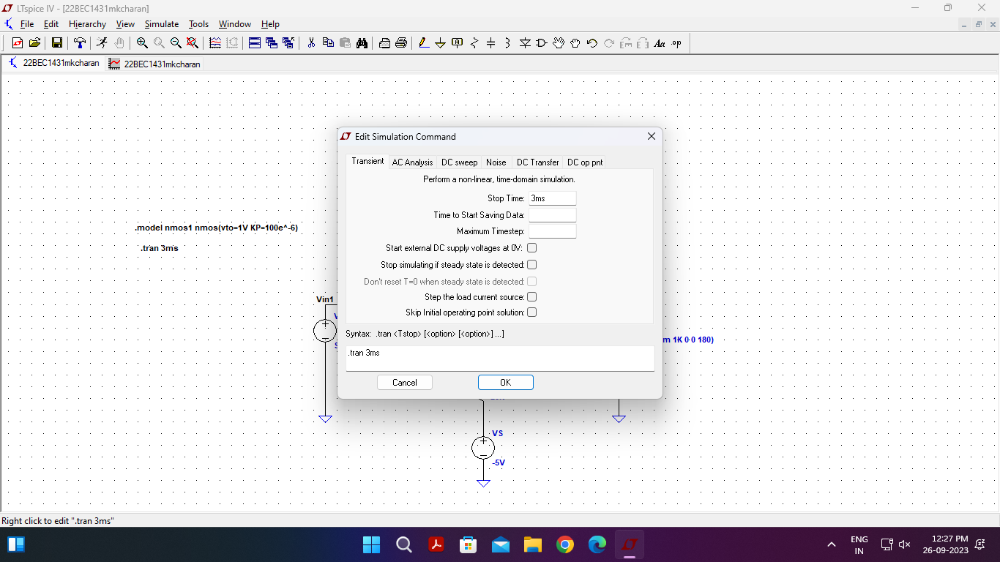 LTspice IV - [22BEC1431mkcharan]
File Edit Hierarchy View Simulate Tools Window Help
Aa .op
22BEC1431mkcharan 22BEC1431mkcharan
Edit Simulation Command
Transient AC Analysis DC sweep Noise DC Transfer DC op pnt
Perform a non-linear, time-domain simulation.
Stop Time: 3ms
Time to Start Saving Data:
Maximum Timestep:
Start external DC supply voltages at 0V:
Stop simulating if steady state is detected:
Don't reset T=0 when steady state is detected:
Step the load current source:
Skip Initial operating point solution:
Syntax: .tran <Tstop> [<option> [<option>] ...]
.tran 3ms
Cancel OK
.model nmos1 nmos(vto=1V KP=100e^-6)
.tran 3ms
Vin1
m 1K 0 0 180)
VS
-5V
Right click to edit ".tran 3ms"
ENG
IN
12:27 PM
26-09-2023